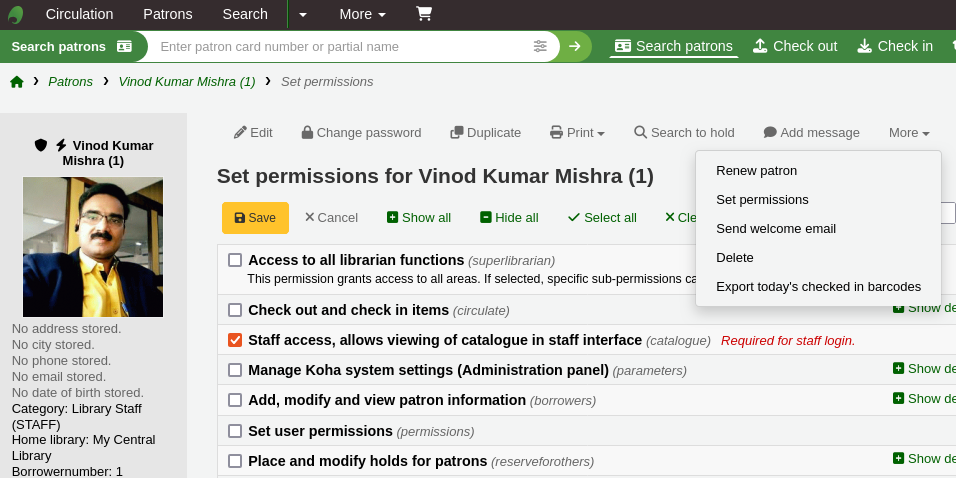 Circulation Patrons Search More
Search patrons Enter patron card number or partial name Search patrons Check out Check in
Patrons Vinod Kumar Mishra (1) Set permissions
Edit Change password Duplicate Print Search to hold Add message More
Vinod Kumar
Mishra (1)
Renew patron
Set permissions
Send welcome email
Delete
Export today's checked in barcodes
Set permissions for Vinod Kumar Mishra (1)
Save Cancel Show all Hide all Select all Cle
Access to all librarian functions (superlibrarian)
This permission grants access to all areas. If selected, specific sub-permissions ca
Check out and check in items (circulate) Show de
Staff access, allows viewing of catalogue in staff interface (catalogue) Required for staff login.
Manage Koha system settings (Administration panel) (parameters) Show de
Add, modify and view patron information (borrowers) Show de
Set user permissions (permissions)
Place and modify holds for patrons (reserveforothers) Show de
No address stored.
No city stored.
No phone stored.
No email stored.
No date of birth stored.
Category: Library Staff
(STAFF)
Home library: My Central
Library
Borrowernumber: 1